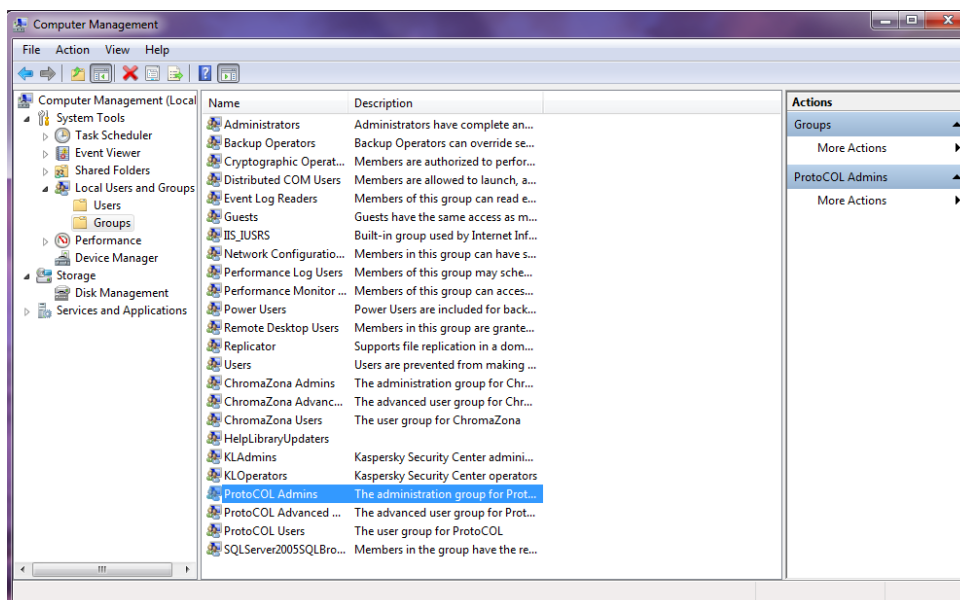 Computer Management
File Action View Help
Computer Management (Local
System Tools
Task Scheduler
Event Viewer
Shared Folders
Local Users and Groups
Users
Groups
Performance
Device Manager
Storage
Disk Management
Services and Applications
Name Description
Administrators Administrators have complete an...
Backup Operators Backup Operators can override se...
Cryptographic Operat... Members are authorized to perfor...
Distributed COM Users Members are allowed to launch, a...
Event Log Readers Members of this group can read e...
Guests Guests have the same access as m...
IIS_IUSRS Built-in group used by Internet Inf...
Network Configuratio... Members in this group can have s...
Performance Log Users Members of this group may sche...
Performance Monitor ... Members of this group can acces...
Power Users Power Users are included for back...
Remote Desktop Users Members in this group are grante...
Replicator Supports file replication in a dom...
Users Users are prevented from making ...
ChromaZona Admins The administration group for Chr...
ChromaZona Advanc... The advanced user group for Chr...
ChromaZona Users The user group for ChromaZona
HelpLibraryUpdaters
KLAdmins Kaspersky Security Center admini...
KLOperators Kaspersky Security Center operators
ProtoCOL Admins The administration group for Prot...
ProtoCOL Advanced ... The advanced user group for Prot...
ProtoCOL Users The user group for ProtoCOL
SQLServer2005SQLBro... Members in the group have the re...
Actions
Groups
More Actions
ProtoCOL Admins
More Actions